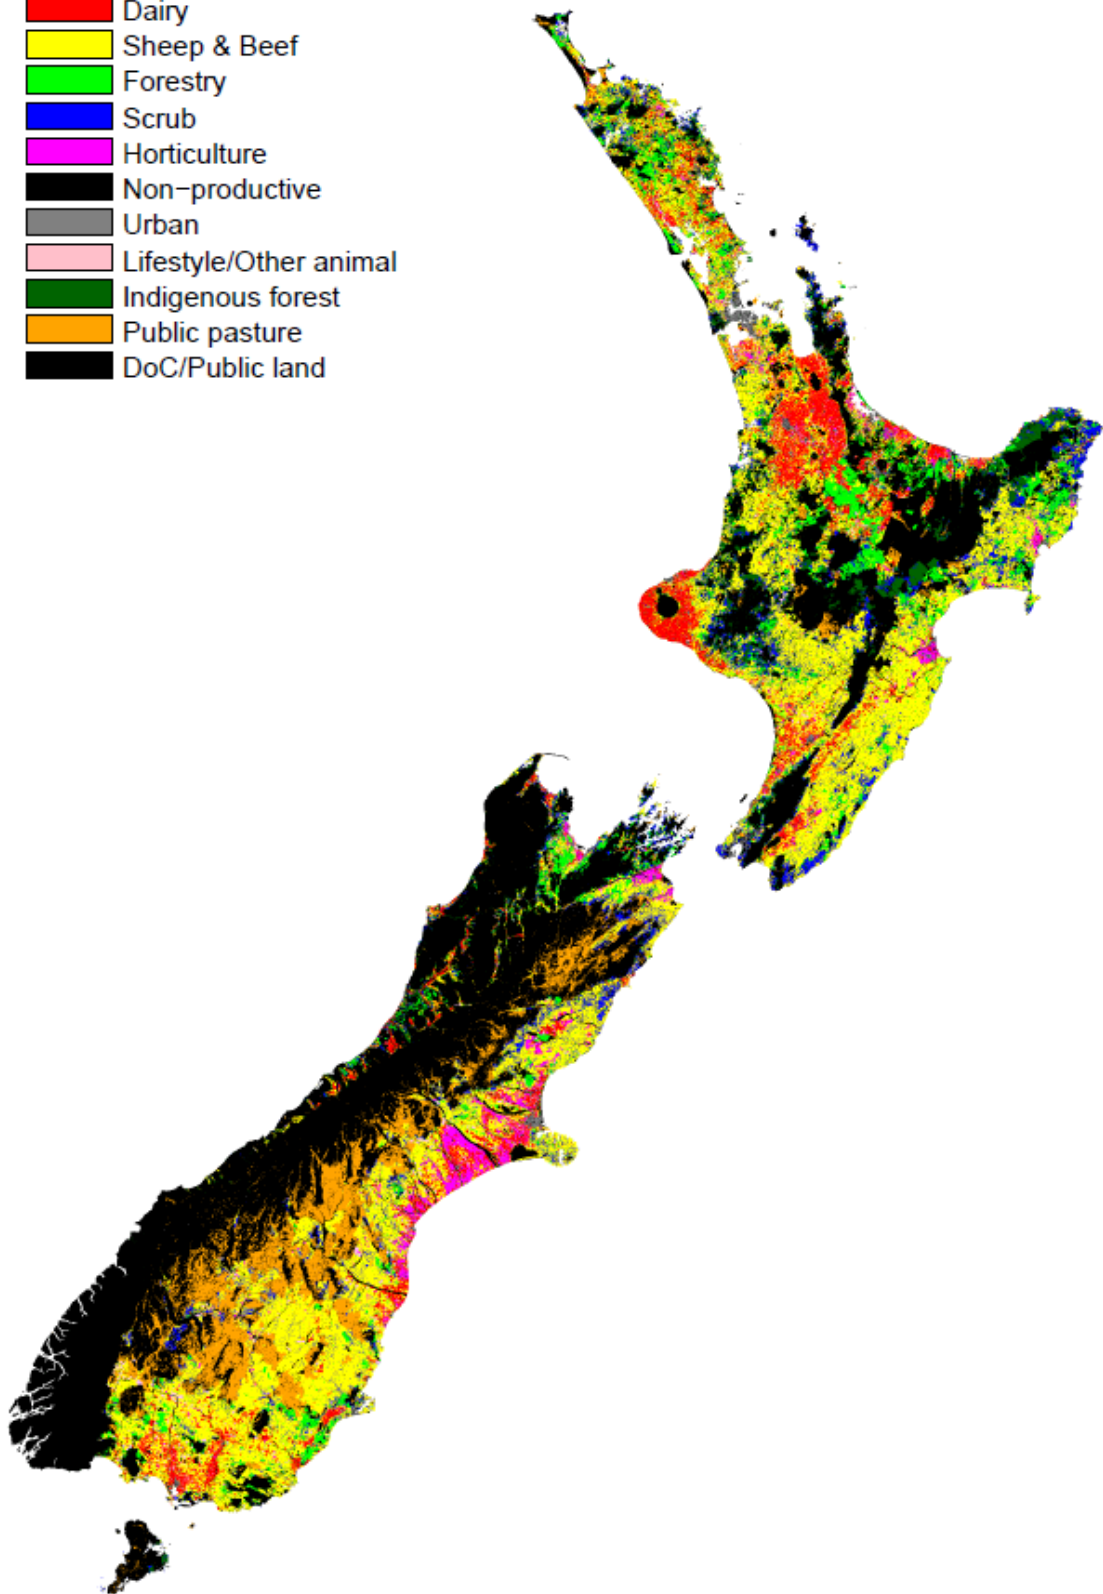 Dairy
Sheep & Beef
Forestry
Scrub
Horticulture
Non−productive
Urban
Lifestyle/Other animal
Indigenous forest
Public pasture
DoC/Public land